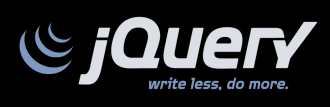 jQuery
write less, do more.